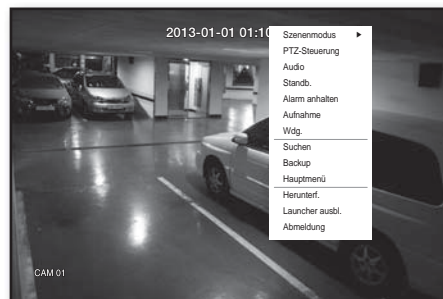 2013-01-01 01:10
Szenenmodus
PTZ-Steuerung
Audio
Standb.
Alarm anhalten
Aufnahme
Wdg.
Suchen
Backup
Hauptmenü
Herunterf.
Launcher ausbl.
Abmeldung
CAM 01